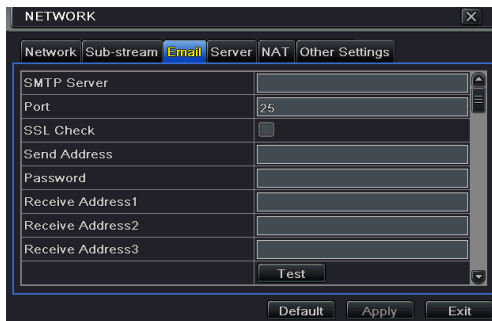 NETWORK
Network Sub-stream Email Server NAT Other Settings
SMTP Server
Port 25
SSL Check
Send Address
Password
Receive Address1
Receive Address2
Receive Address3
Test
Default Apply Exit